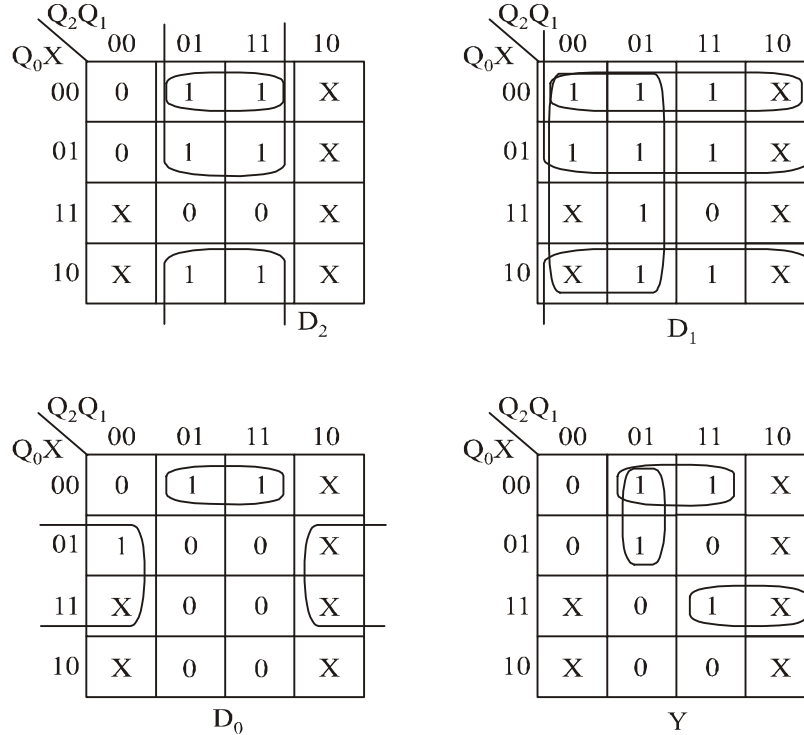 Q₂Q₁ Q₂Q₁
00 01 11 10 00 01 11 10
Q₀X Q₀X
00 0 1 1 X 00 1 1 1 X
01 0 1 1 X 01 1 1 1 X
11 X 0 0 X 11 X 1 0 X
10 X 1 1 X 10 X 1 1 X
D₂ D₁
Q₂Q₁ Q₂Q₁
00 01 11 10 00 01 11 10
Q₀X Q₀X
00 0 1 1 X 00 0 1 1 X
01 1 0 0 X 01 0 1 0 X
11 X 0 0 X 11 X 0 1 X
10 X 0 0 X 10 X 0 0 X
D₀ Y